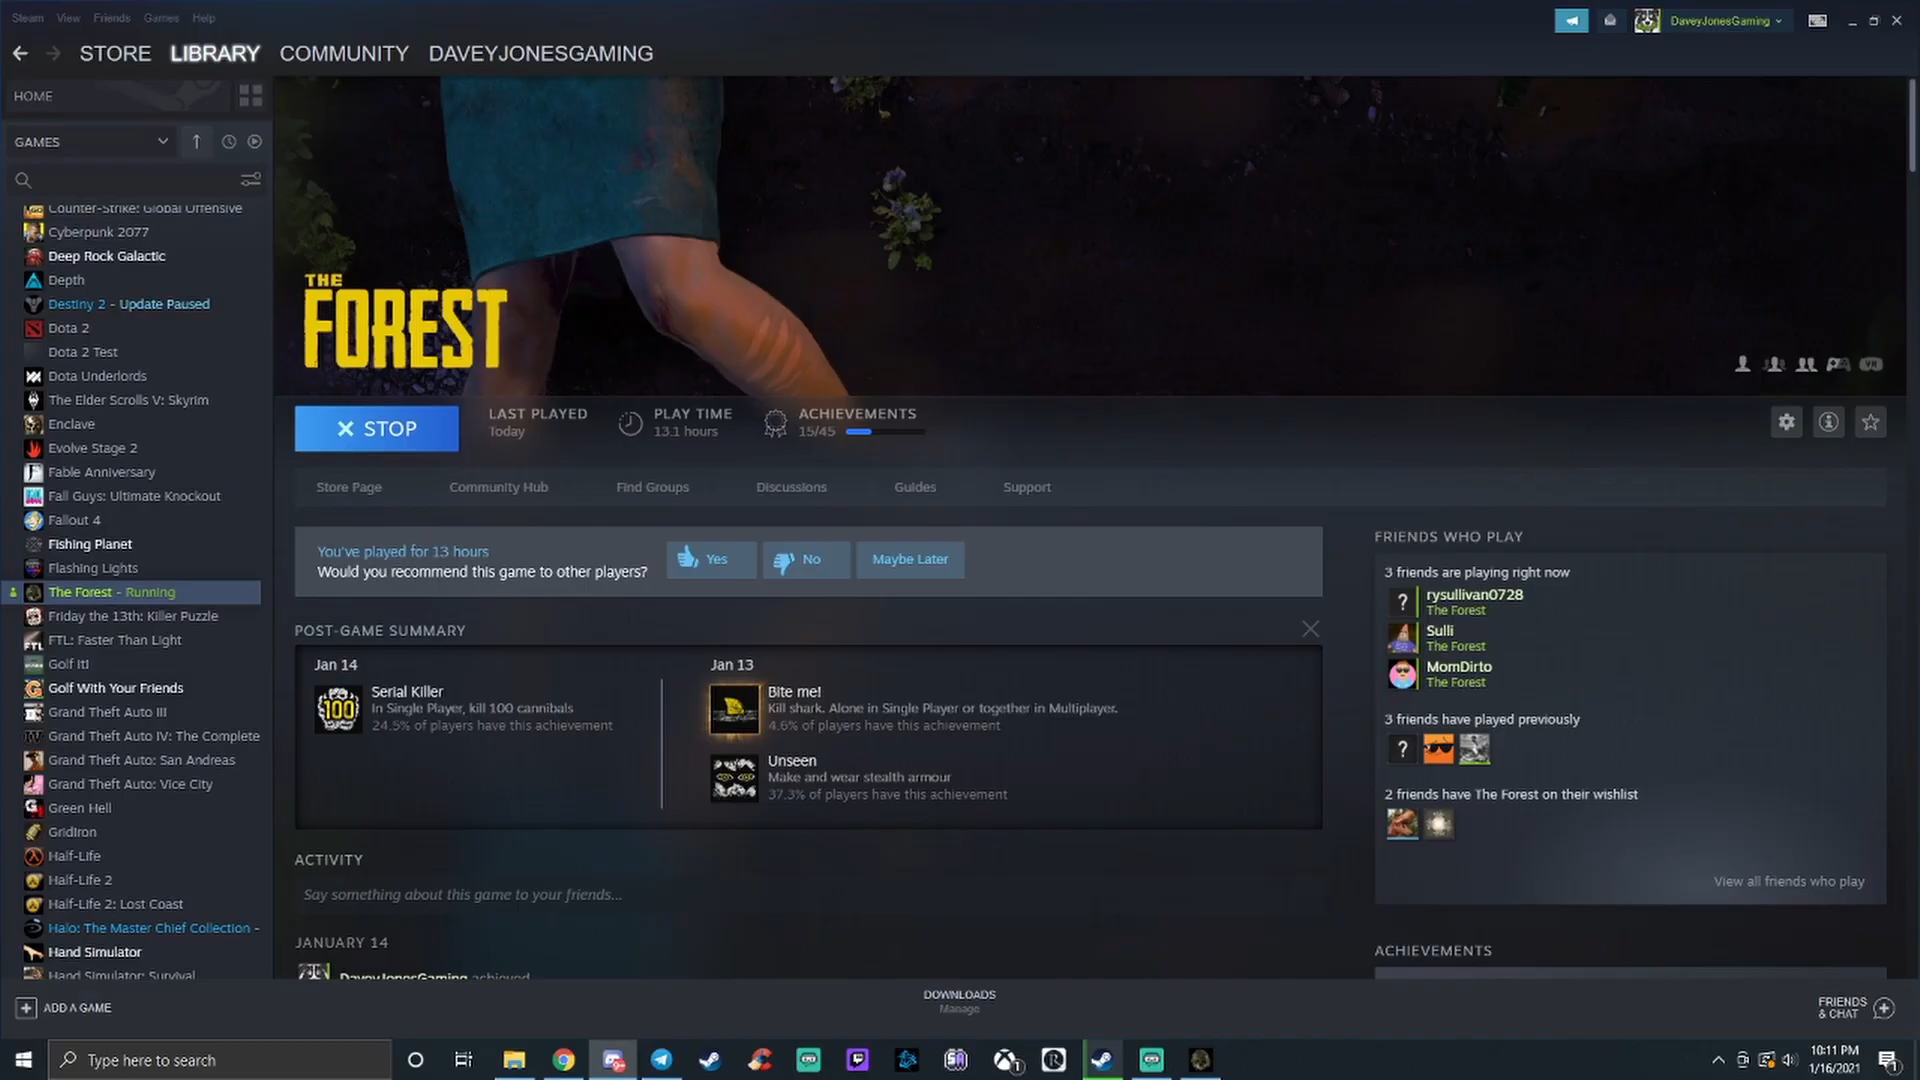 Steam View Friends Games Help
DaveyJonesGaming
STORE LIBRARY COMMUNITY DAVEYJONESGAMING
HOME
GAMES
Counter-Strike: Global Offensive
Cyberpunk 2077
Deep Rock Galactic
Depth
Destiny 2 - Update Paused
Dota 2
Dota 2 Test
Dota Underlords
The Elder Scrolls V: Skyrim
Enclave
Evolve Stage 2
Fable Anniversary
Fall Guys: Ultimate Knockout
Fallout 4
Fishing Planet
Flashing Lights
The Forest - Running
Friday the 13th: Killer Puzzle
FTL: Faster Than Light
Golf It!
Golf With Your Friends
Grand Theft Auto III
Grand Theft Auto IV: The Complete
Grand Theft Auto: San Andreas
Grand Theft Auto: Vice City
Green Hell
GridIron
Half-Life
Half-Life 2
Half-Life 2: Lost Coast
Halo: The Master Chief Collection -
Hand Simulator
Hand Simulator: Survival
ADD A GAME
THE
FOREST
VR
STOP
LAST PLAYED
Today
PLAY TIME
13.1 hours
ACHIEVEMENTS
15/45
Store Page Community Hub Find Groups Discussions Guides Support
You've played for 13 hours
Would you recommend this game to other players?
Yes No Maybe Later
POST-GAME SUMMARY
Jan 14
100
Serial Killer
In Single Player, kill 100 cannibals
24.5% of players have this achievement
Jan 13
Bite me!
Kill shark. Alone in Single Player or together in Multiplayer.
4.6% of players have this achievement
Unseen
Make and wear stealth armour
37.3% of players have this achievement
ACTIVITY
Say something about this game to your friends...
JANUARY 14
DaveyJonesGaming achieved
FRIENDS WHO PLAY
3 friends are playing right now
?
rysullivan0728
The Forest
Sulli
The Forest
MomDirto
The Forest
3 friends have played previously
?
2 friends have The Forest on their wishlist
View all friends who play
ACHIEVEMENTS
DOWNLOADS
Manage
FRIENDS
& CHAT
Type here to search
10:11 PM
1/16/2021